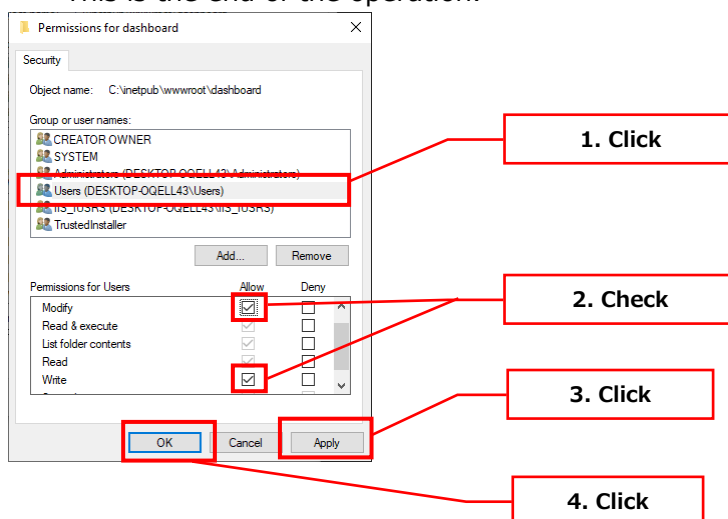 This is the end of the operation.
Permissions for dashboard
Security
Object name: C:\inetpub\wwwroot\dashboard
Group or user names:
CREATOR OWNER
SYSTEM
Administrators (DESKTOP-OQELL43\Administrators)
Users (DESKTOP-OQELL43\Users)
IIS_IUSRS (DESKTOP-OQELL43\IIS_IUSRS)
TrustedInstaller
Add... Remove
Permissions for Users Allow Deny
Modify
Read & execute
List folder contents
Read
Write
OK Cancel Apply
1. Click
2. Check
3. Click
4. Click